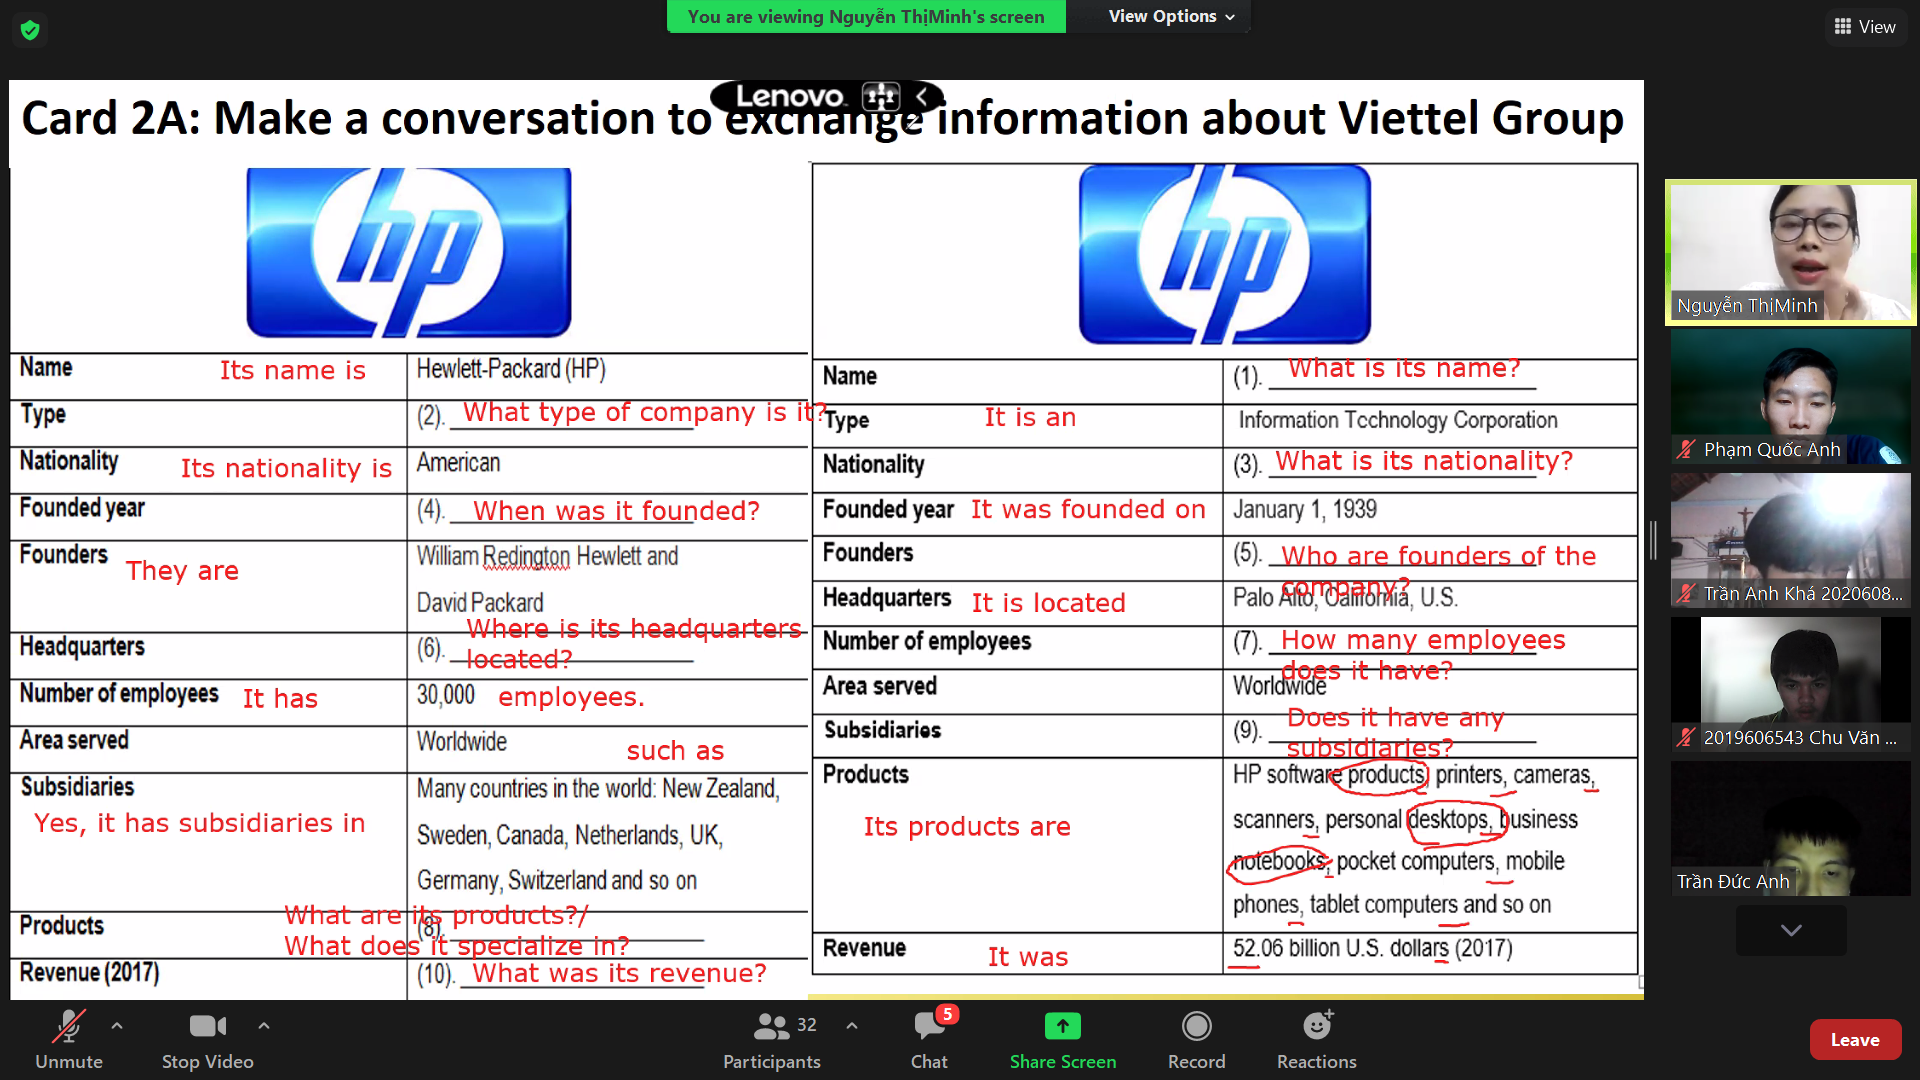 You are viewing Nguyễn ThịMinh's screen
View Options
View
Lenovo
Card 2A: Make a conversation to exchange information about Viettel Group
hp
Name Its name is Hewlett-Packard (HP)
Type (2). What type of company is it?
Nationality Its nationality is American
Founded year (4). When was it founded?
Founders They are William Redington Hewlett and
David Packard
Headquarters (6). Where is its headquarters
located?
Number of employees It has 30,000 employees.
Area served Worldwide such as
Subsidiaries Many countries in the world: New Zealand,
Yes, it has subsidiaries in Sweden, Canada, Netherlands, UK,
Germany, Switzerland and so on
Products (8). What are its products?/
What does it specialize in?
Revenue (2017) (10). What was its revenue?
hp
Name (1). What is its name?
Type It is an Information Tcchnology Corporation
Nationality (3). What is its nationality?
Founded year It was founded on January 1, 1939
Founders (5). Who are founders of the
company?
Headquarters It is located Palo Alto, California, U.S.
Number of employees (7). How many employees
does it have?
Area served Worldwide
Subsidiaries (9). Does it have any
subsidiaries?
Products HP software products, printers, cameras,
Its products are scanners, personal desktops, business
notebooks, pocket computers, mobile
phones, tablet computers and so on
Revenue It was 52.06 billion U.S. dollars (2017)
Nguyễn ThịMinh
Phạm Quốc Anh
Trần Anh Khá 2020608...
2019606543 Chu Văn ...
Trần Đức Anh
Unmute
Stop Video
32
Participants
5
Chat
Share Screen
Record
Reactions
Leave